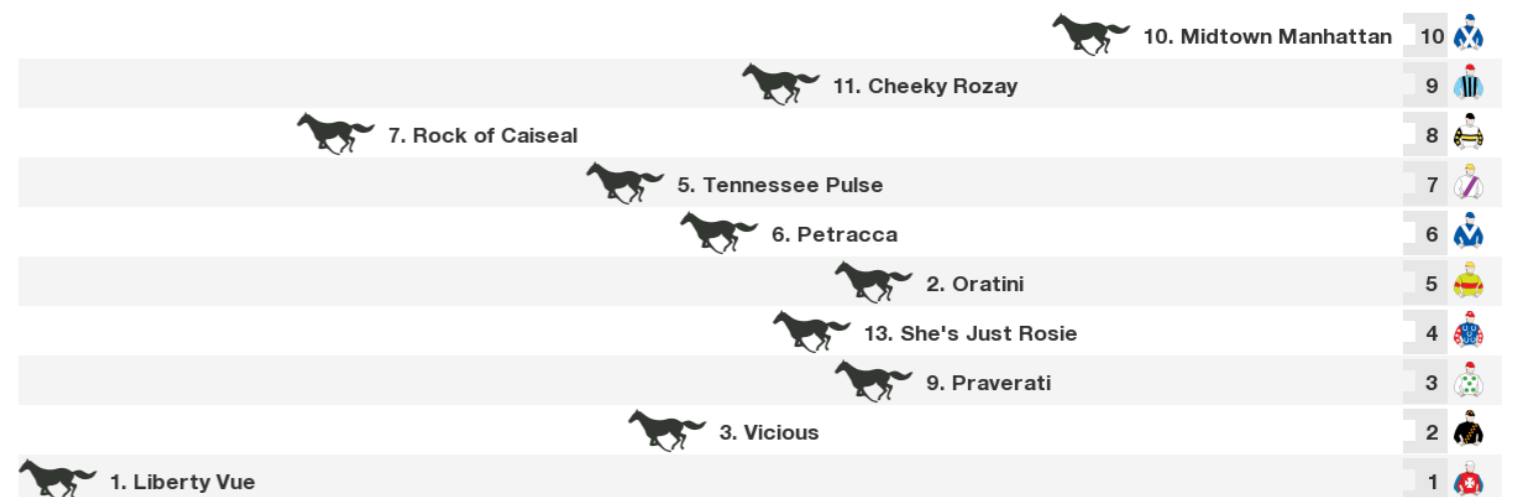 10. Midtown Manhattan 10
11. Cheeky Rozay 9
7. Rock of Caiseal 8
5. Tennessee Pulse 7
6. Petracca 6
2. Oratini 5
13. She's Just Rosie 4
9. Praverati 3
3. Vicious 2
1. Liberty Vue 1